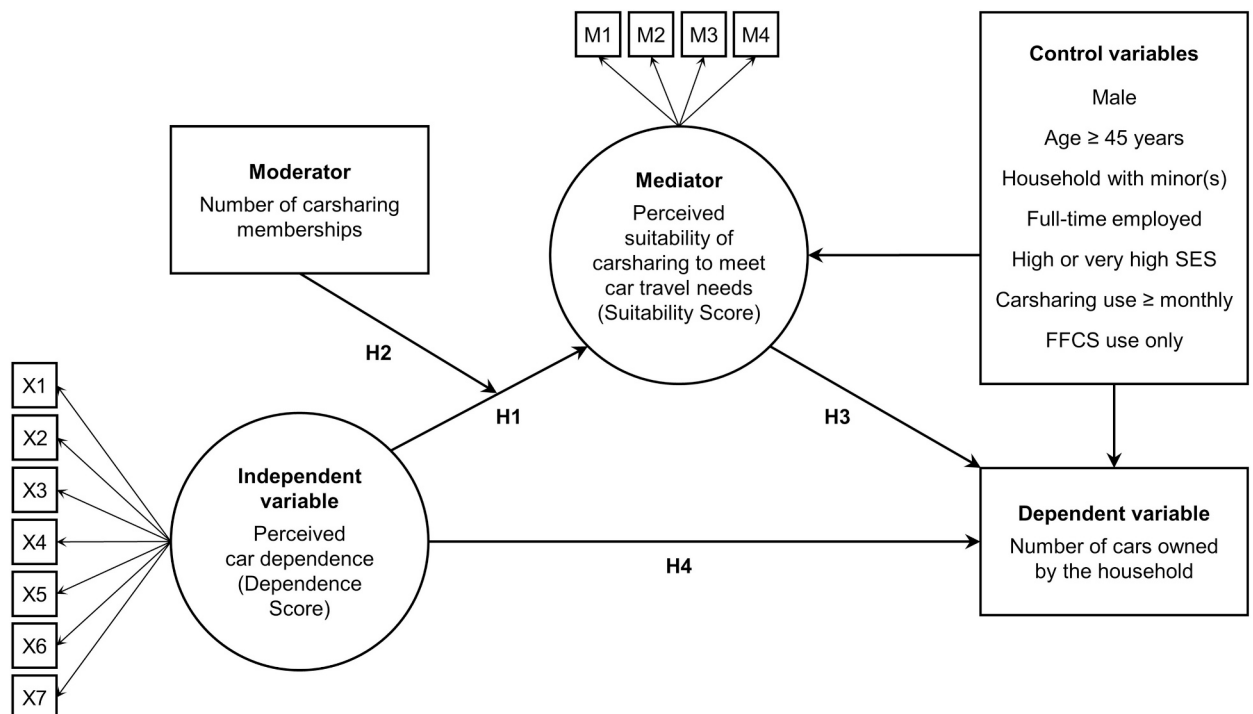 M1 M2 M3 M4
Control variables
Male
Age ≥ 45 years
Household with minor(s)
Full-time employed
High or very high SES
Carsharing use ≥ monthly
FFCS use only
Moderator
Number of carsharing
memberships
Mediator
Perceived
suitability of
carsharing to meet
car travel needs
(Suitability Score)
H2
H1
H3
X1
X2
X3
X4
X5
X6
X7
Independent
variable
Perceived
car dependence
(Dependence
Score)
H4
Dependent variable
Number of cars owned
by the household